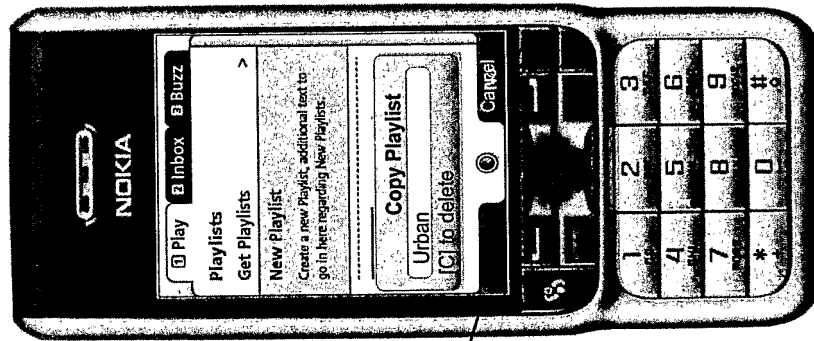 NOKIA
1 Play 2 Inbox 3 Buzz
Playlists
Get Playlists >
New Playlist
Create a new Playlist, additional text to
go in here regarding New Playlists.
Copy Playlist
Urban
[C] to delete
Cancel
1 2 3
4 5 6
7 8 9
* 0 #